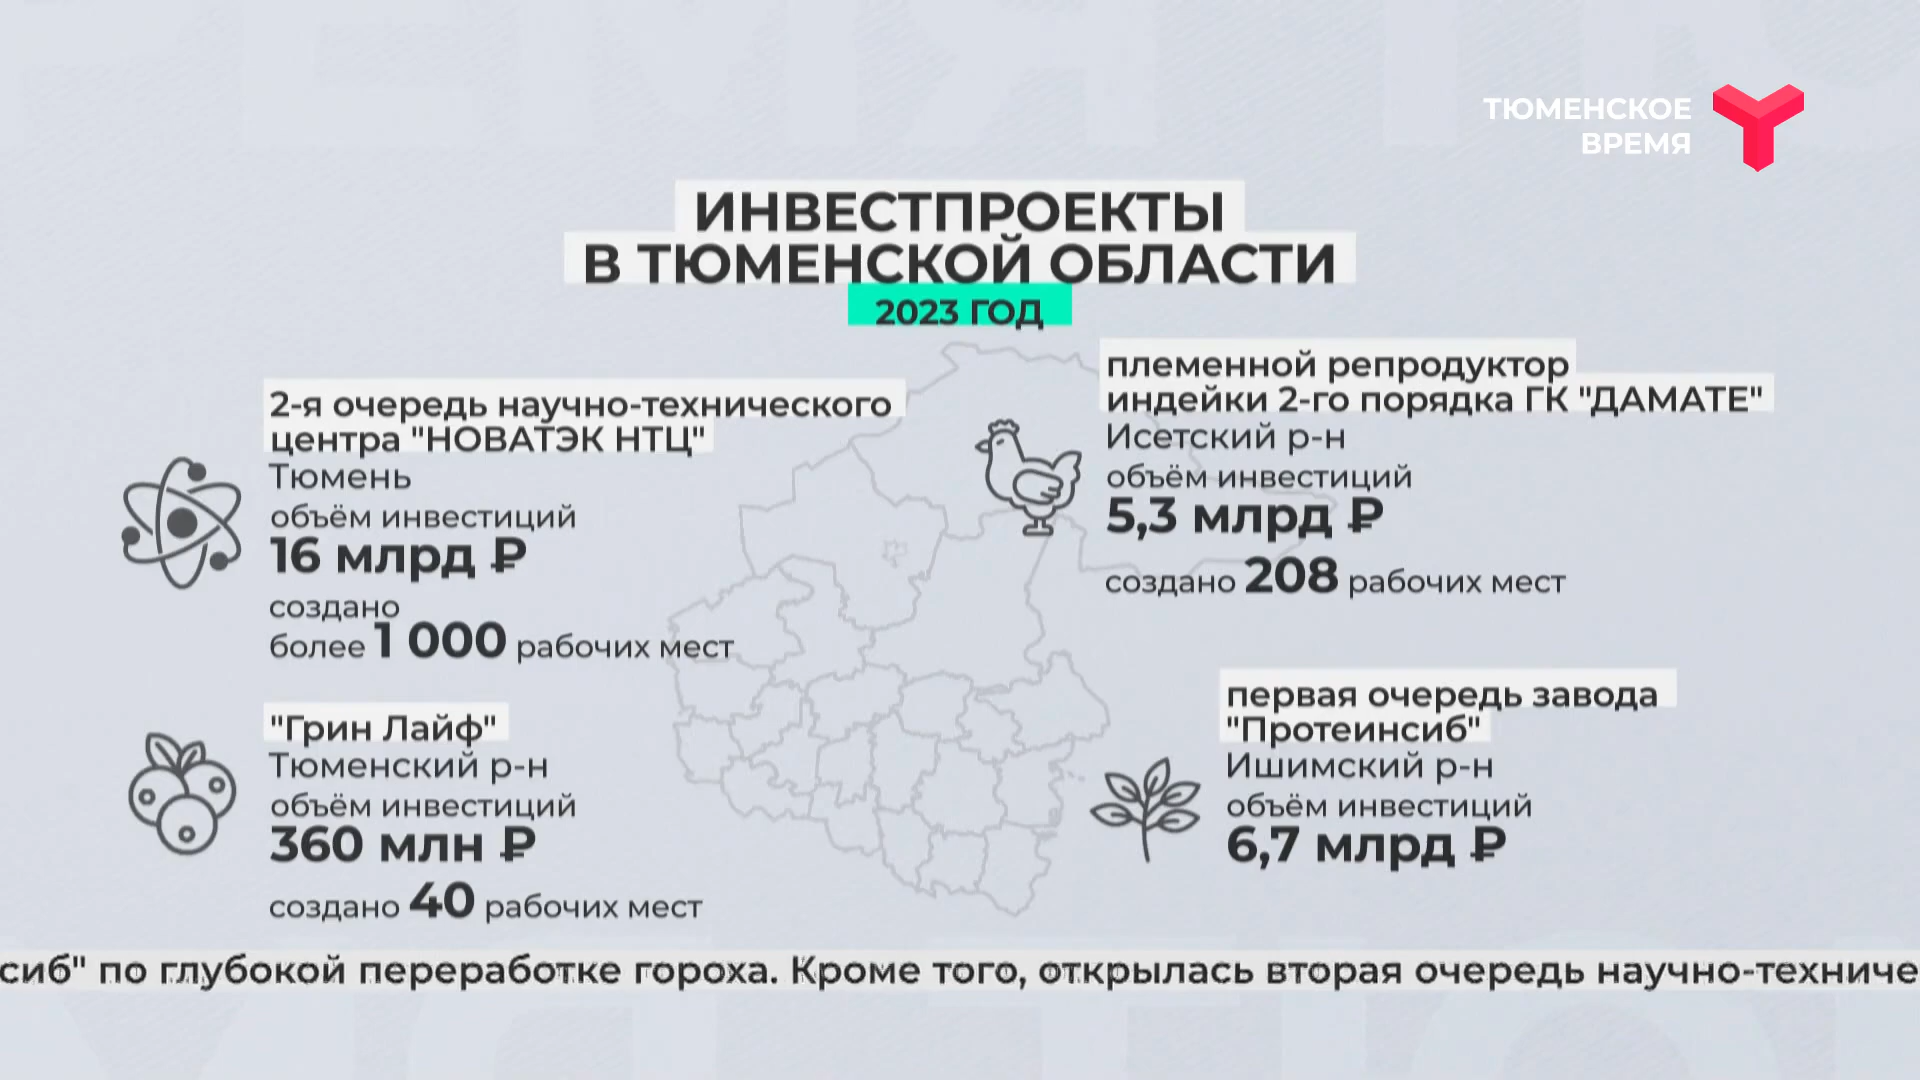 ТЮМЕНСКОЕ
ВРЕМЯ
ИНВЕСТПРОЕКТЫ
В ТЮМЕНСКОЙ ОБЛАСТИ
2023 ГОД
2-я очередь научно-технического
центра "НОВАТЭК НТЦ"
Тюмень
объём инвестиций
16 млрд ₽
создано
более 1 000 рабочих мест
племенной репродуктор
индейки 2-го порядка ГК "ДАМАТЕ"
Исетский р-н
объём инвестиций
5,3 млрд ₽
создано 208 рабочих мест
"Грин Лайф"
Тюменский р-н
объём инвестиций
360 млн ₽
создано 40 рабочих мест
первая очередь завода
"Протеинсиб"
Ишимский р-н
объём инвестиций
6,7 млрд ₽
сиб" по глубокой переработке гороха. Кроме того, открылась вторая очередь научно-техниче